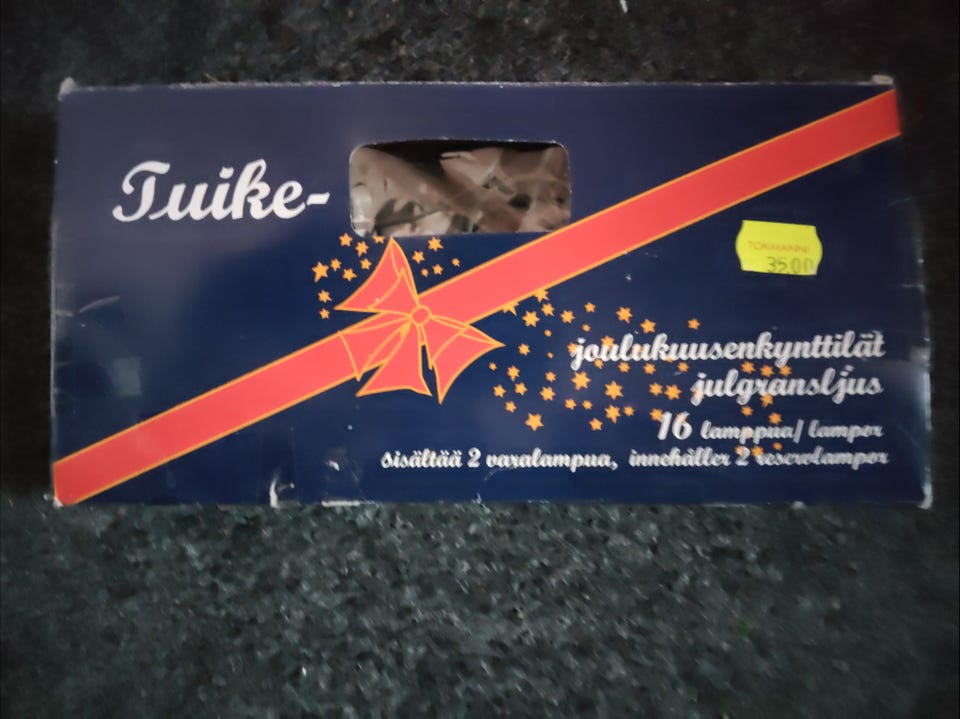 Tuike-
TOKMANNI
35.00
joulukuusenkynttilät
julgransljus
16 lamppua/ lampor
sisältää 2 varalampua, innehåller 2 reservlampor